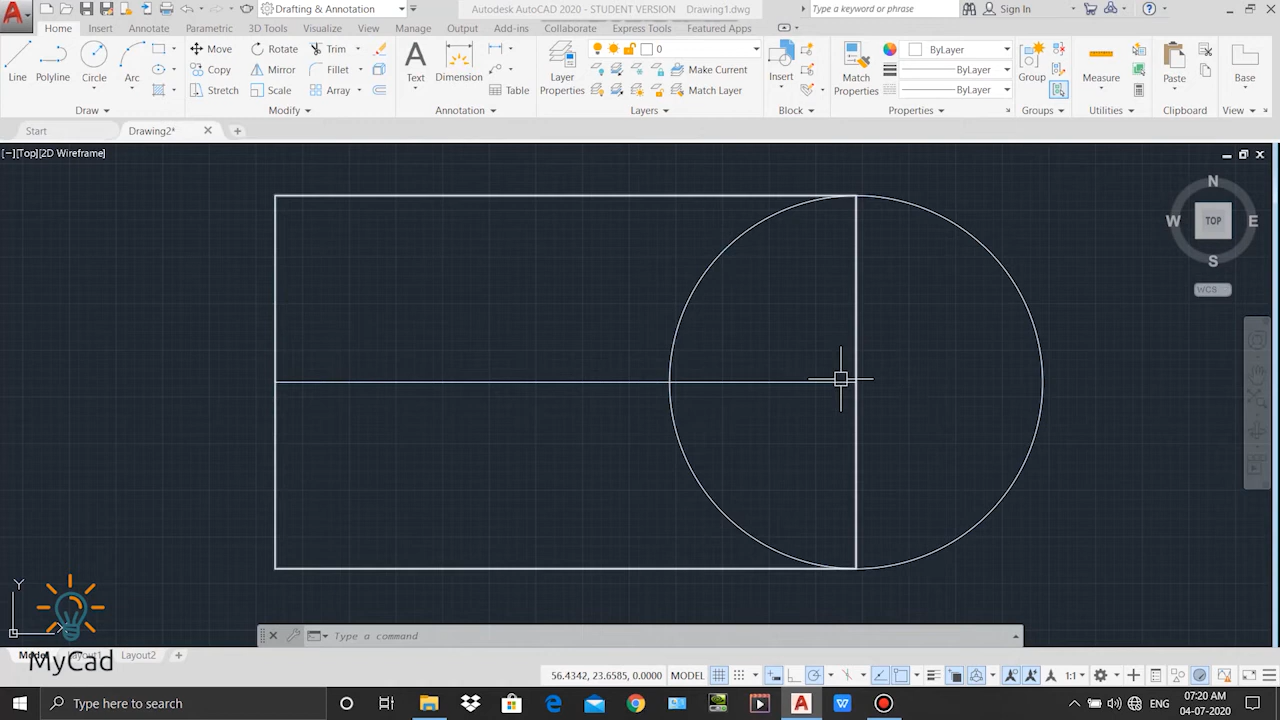 Drafting & Annotation
Autodesk AutoCAD 2020 - STUDENT VERSION Drawing1.dwg
Type a keyword or phrase
Sign In
Home Insert Annotate Parametric 3D Tools Visualize View Manage Output Add-ins Collaborate Express Tools Featured Apps
Line Polyline Circle Arc
Move Rotate Trim
Copy Mirror Fillet
Stretch Scale Array
Text Dimension
Table
Layer
Properties
0
Make Current
Match Layer
Insert
Match
Properties
ByLayer
ByLayer
ByLayer
Group
Measure
Paste
Base
Draw Modify Annotation Layers Block Properties Groups Utilities Clipboard View
Start Drawing2*
[−][Top][2D Wireframe]
N
W TOP E
S
WCS
Y
X
Type a command
MyCad
Model Layout1 Layout2
56.4342, 23.6585, 0.0000 MODEL
1:1
Type here to search
07:20 AM
04-07-2020